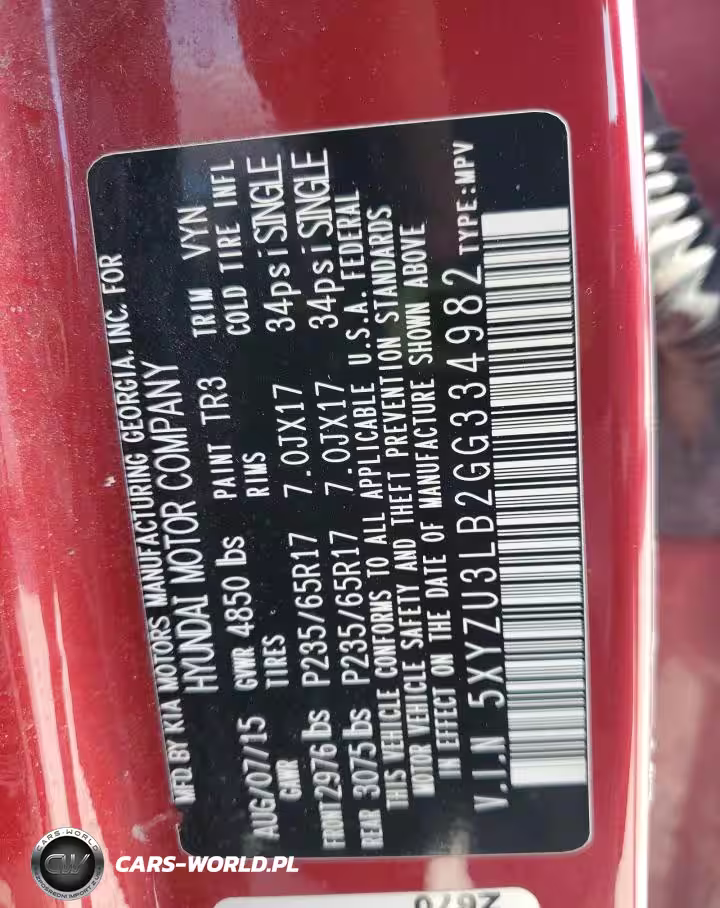 MFD BY KIA MOTORS MANUFACTURING GEORGIA, INC. FOR
HYUNDAI MOTOR COMPANY
AUG/07/15 GVWR 4850 lbs PAINT TR3 TRIM VYN
GAWR TIRES RIMS COLD TIRE INFL
FRONT 2976 lbs P235/65R17 7.0JX17 34psi SINGLE
REAR 3075 lbs P235/65R17 7.0JX17 34psi SINGLE
THIS VEHICLE CONFORMS TO ALL APPLICABLE U.S.A. FEDERAL
MOTOR VEHICLE SAFETY AND THEFT PREVENTION STANDARDS
IN EFFECT ON THE DATE OF MANUFACTURE SHOWN ABOVE
V.I.N 5XYZU3LB2GG334982 TYPE:MPV
CARS-WORLD
CW
CARS-WORLD.PL